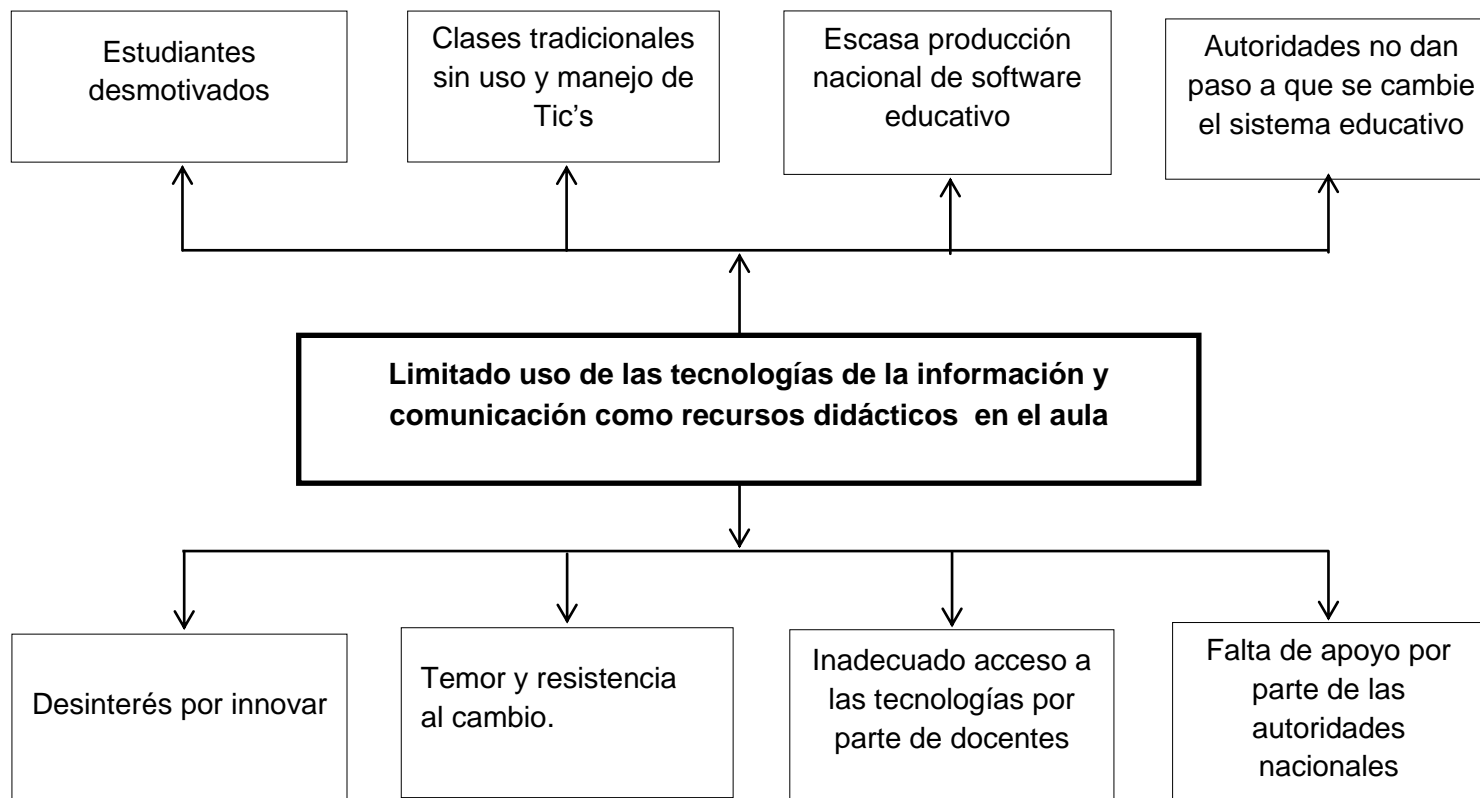 Estudiantes
desmotivados
Clases tradicionales
sin uso y manejo de
Tic’s
Escasa producción
nacional de software
educativo
Autoridades no dan
paso a que se cambie
el sistema educativo
Limitado uso de las tecnologías de la información y
comunicación como recursos didácticos en el aula
Desinterés por innovar
Temor y resistencia
al cambio.
Inadecuado acceso a
las tecnologías por
parte de docentes
Falta de apoyo por
parte de las
autoridades
nacionales